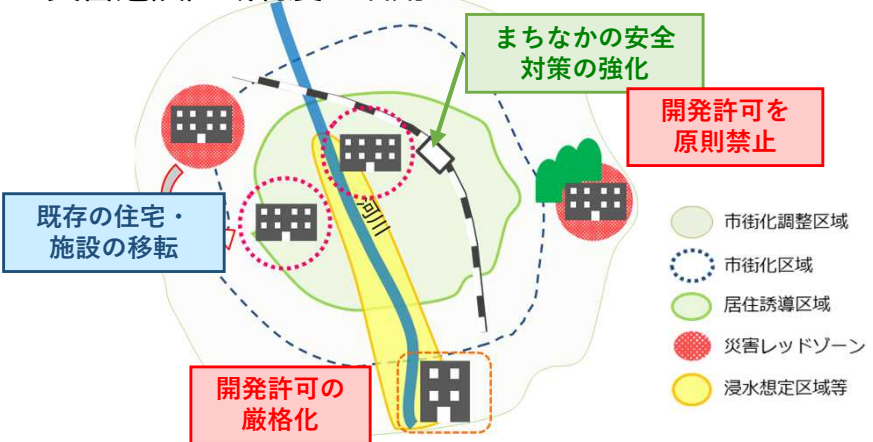 まちなかの安全
対策の強化
開発許可を
原則禁止
既存の住宅・
施設の移転
河川
開発許可の
厳格化
市街化調整区域
市街化区域
居住誘導区域
災害レッドゾーン
浸水想定区域等